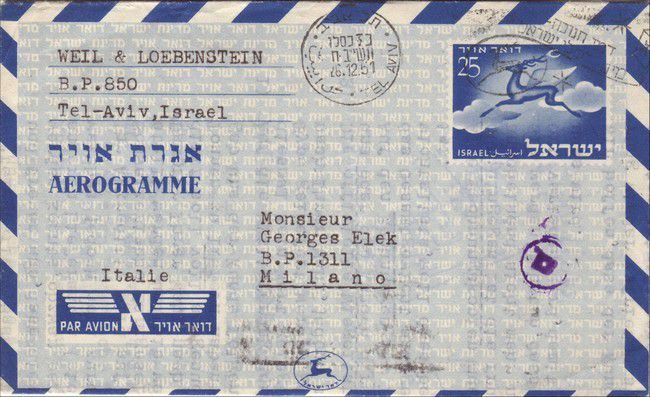 WEIL & LOEBENSTEIN
B.P.850
Tel-Aviv,Israel
אגרת אויר
AEROGRAMME
26.12.51
דואר אויר
25
ISRAEL اسرائيل ישראל
Monsieur
Georges Elek
B.P.1311
Milano
Italie
PAR AVION דואר אויר